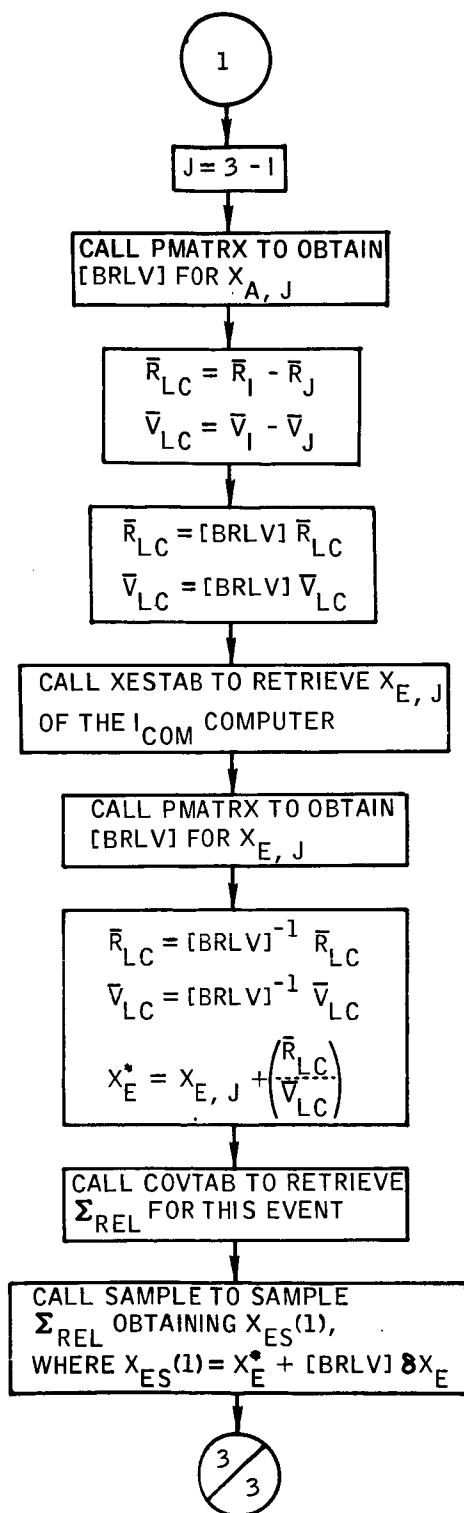 1
J = 3 - I
CALL PMATRX TO OBTAIN
[BRLV] FOR X_A, J
R̄_LC = R̄_I - R̄_J
V̄_LC = V̄_I - V̄_J
R̄_LC = [BRLV] R̄_LC
V̄_LC = [BRLV] V̄_LC
CALL XESTAB TO RETRIEVE X_E, J
OF THE I_COM COMPUTER
CALL PMATRX TO OBTAIN
[BRLV] FOR X_E, J
R̄_LC = [BRLV]^-1 R̄_LC
V̄_LC = [BRLV]^-1 V̄_LC
X_E^* = X_E, J + (R̄_LC / V̄_LC)
CALL COVTAB TO RETRIEVE
Σ_REL FOR THIS EVENT
CALL SAMPLE TO SAMPLE
Σ_REL OBTAINING X_ES(1),
WHERE X_ES(1) = X_E^* + [BRLV] δX_E
3/3